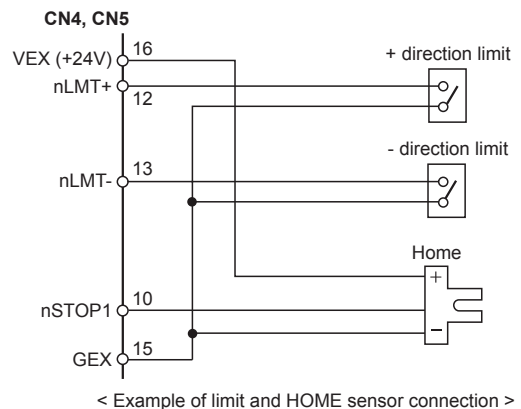 CN4, CN5
VEX (+24V) 16
+ direction limit
nLMT+ 12
- direction limit
nLMT- 13
Home
+
nSTOP1 10
−
GEX 15
< Example of limit and HOME sensor connection >